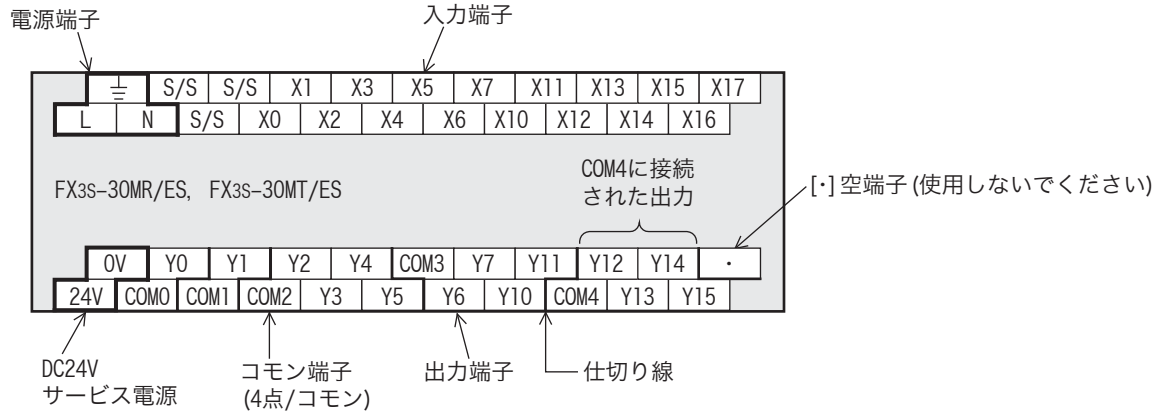 電源端子
入力端子
S/S S/S X1 X3 X5 X7 X11 X13 X15 X17
L N S/S X0 X2 X4 X6 X10 X12 X14 X16
FX3S-30MR/ES, FX3S-30MT/ES
COM4に接続
された出力
[・] 空端子 (使用しないでください)
0V Y0 Y1 Y2 Y4 COM3 Y7 Y11 Y12 Y14 ・
24V COM0 COM1 COM2 Y3 Y5 Y6 Y10 COM4 Y13 Y15
DC24V
サービス電源
コモン端子
(4点/コモン)
出力端子
仕切り線